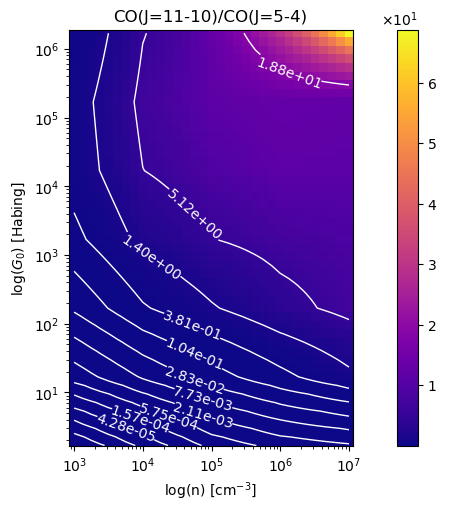 CO(J=11-10)/CO(J=5-4)
×10¹
10⁶
10⁵
10⁴
10³
10²
10¹
log(G₀) [Habing]
1.88e+01
5.12e+00
1.40e+00
3.81e-01
1.04e-01
2.83e-02
7.73e-03
2.11e-03
5.75e-04
1.57e-04
4.28e-05
10³
10⁴
10⁵
10⁶
10⁷
log(n) [cm⁻³]
6
5
4
3
2
1